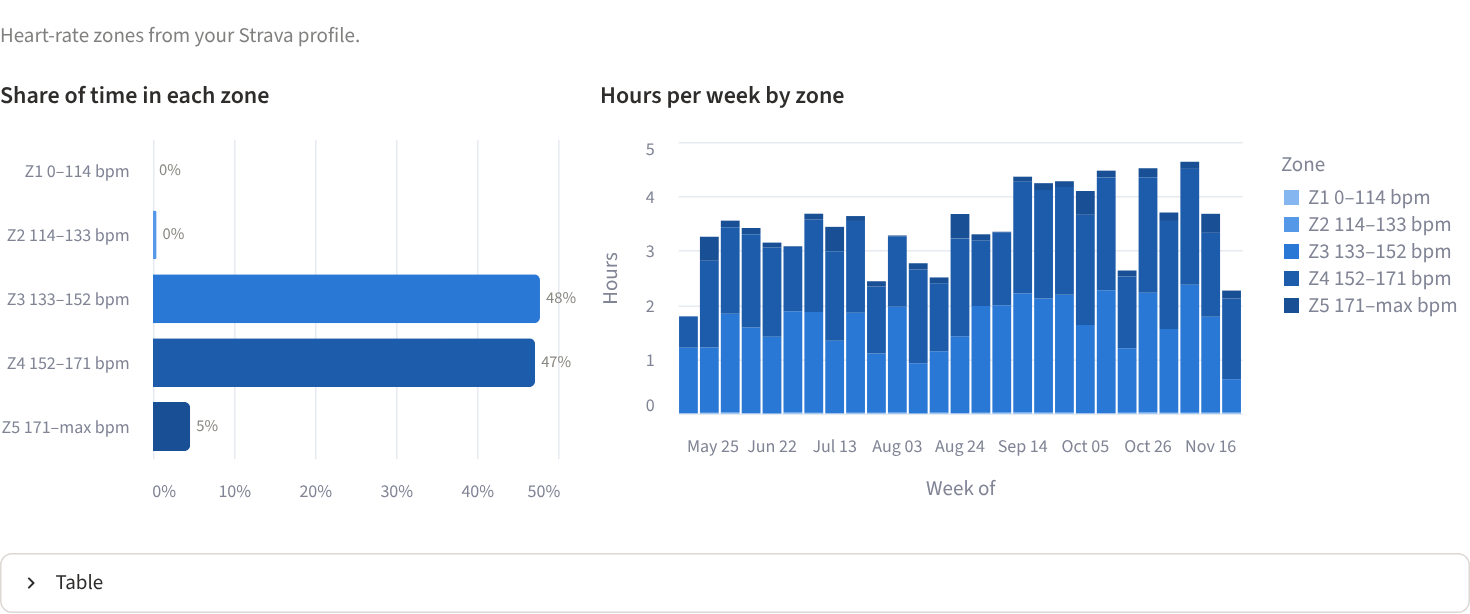 Heart-rate zones from your Strava profile.
Share of time in each zone
Z1 0–114 bpm
0%
Z2 114–133 bpm
0%
Z3 133–152 bpm
48%
Z4 152–171 bpm
47%
Z5 171–max bpm
5%
0% 10% 20% 30% 40% 50%
Hours per week by zone
Hours
5
4
3
2
1
0
May 25 Jun 22 Jul 13 Aug 03 Aug 24 Sep 14 Oct 05 Oct 26 Nov 16
Week of
Zone
Z1 0–114 bpm
Z2 114–133 bpm
Z3 133–152 bpm
Z4 152–171 bpm
Z5 171–max bpm
Table